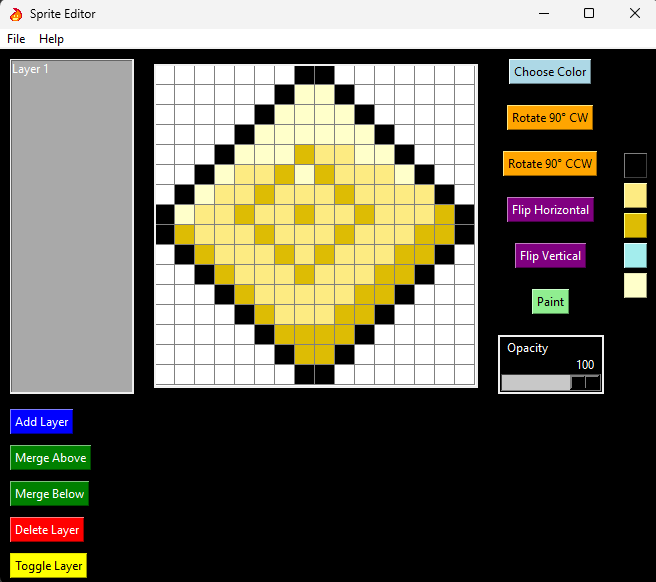 Sprite Editor
File Help
Layer 1
Choose Color
Rotate 90° CW
Rotate 90° CCW
Flip Horizontal
Flip Vertical
Paint
Opacity
100
Add Layer
Merge Above
Merge Below
Delete Layer
Toggle Layer